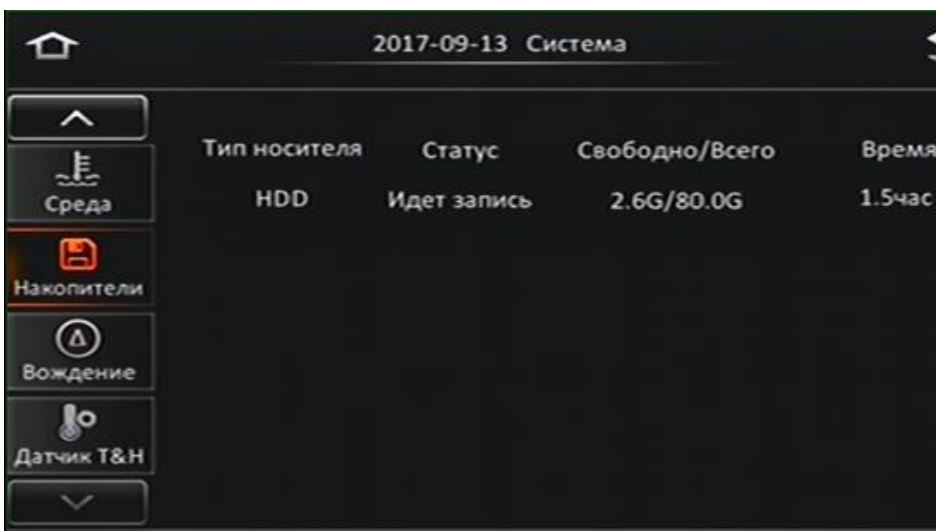 2017-09-13 Система
Тип носителя Статус Свободно/Всего Время
HDD Идет запись 2.6G/80.0G 1.5час
Среда
Накопители
Вождение
Датчик T&H